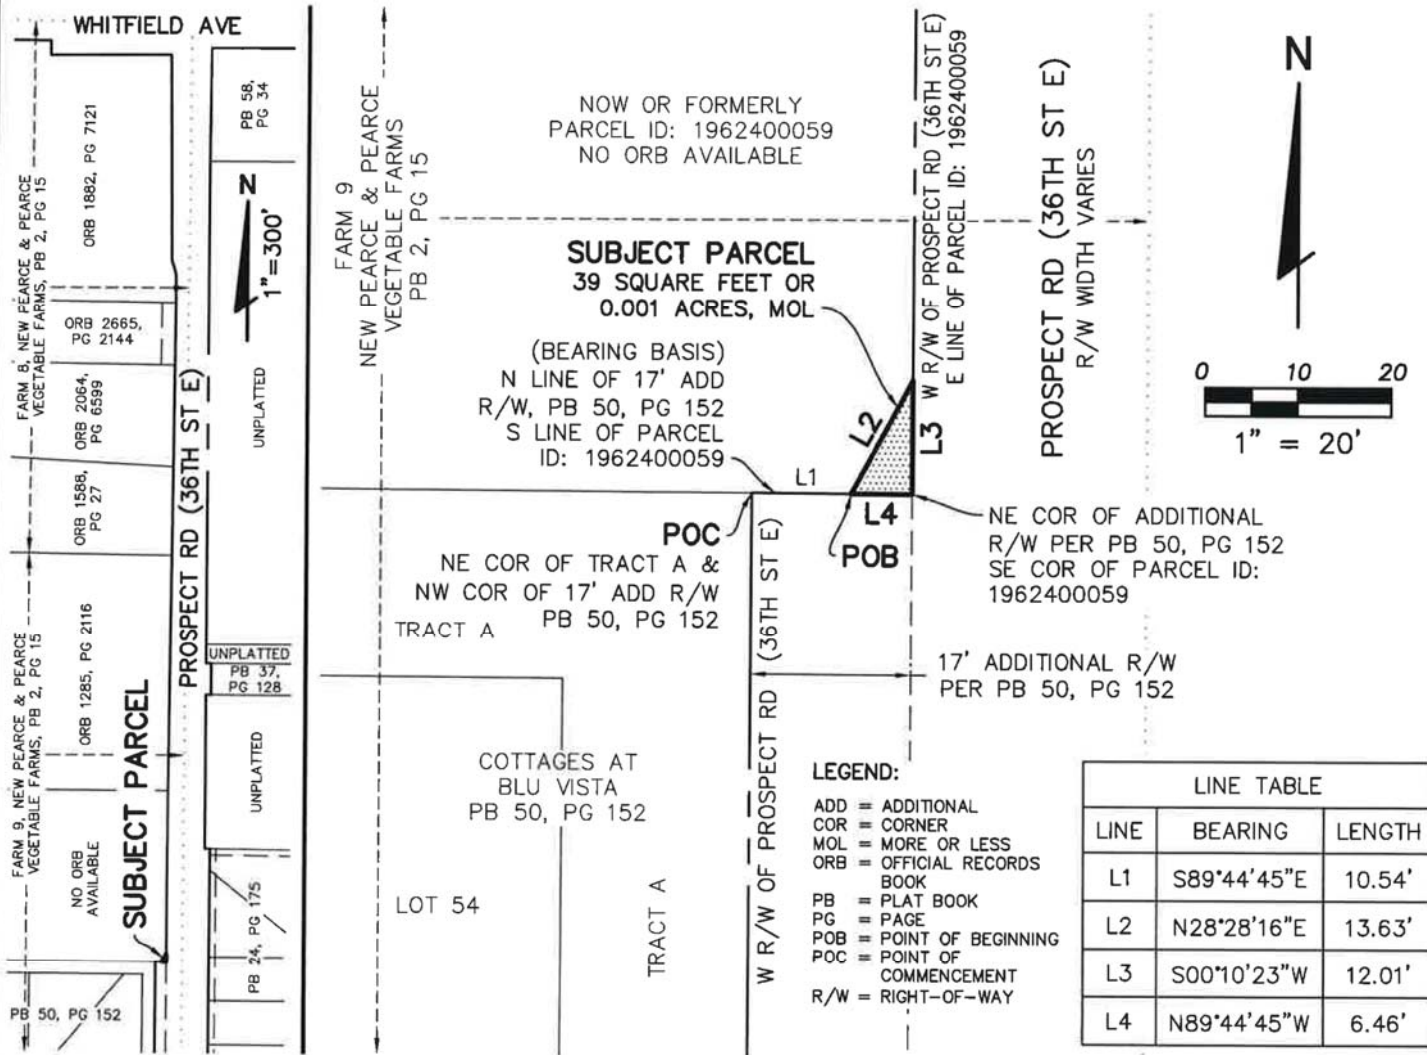 WHITFIELD AVE
FARM 8, NEW PEARCE & PEARCE
VEGETABLE FARMS, PB 2, PG 15
ORB 1882, PG 7121
PB 58,
PG 34
N
1"=300'
ORB 2665,
PG 2144
ORB 2064,
PG 6599
ORB 1588,
PG 27
UNPLATTED
PROSPECT RD (36TH ST E)
FARM 9, NEW PEARCE & PEARCE
VEGETABLE FARMS, PB 2, PG 15
ORB 1285, PG 2116
UNPLATTED
PB 37,
PG 128
UNPLATTED
NO ORB
AVAILABLE
SUBJECT PARCEL
PB 24, PG 175
PB 50, PG 152
FARM 9
NEW PEARCE & PEARCE
VEGETABLE FARMS
PB 2, PG 15
NOW OR FORMERLY
PARCEL ID: 1962400059
NO ORB AVAILABLE
W R/W OF PROSPECT RD (36TH ST E)
E LINE OF PARCEL ID: 1962400059
PROSPECT RD (36TH ST E)
R/W WIDTH VARIES
N
0 10 20
1" = 20'
SUBJECT PARCEL
39 SQUARE FEET OR
0.001 ACRES, MOL
(BEARING BASIS)
N LINE OF 17' ADD
R/W, PB 50, PG 152
S LINE OF PARCEL
ID: 1962400059
L1
L2
L3
L4
POC
NE COR OF TRACT A &
NW COR OF 17' ADD R/W
PB 50, PG 152
POB
NE COR OF ADDITIONAL
R/W PER PB 50, PG 152
SE COR OF PARCEL ID:
1962400059
TRACT A
17' ADDITIONAL R/W
PER PB 50, PG 152
W R/W OF PROSPECT RD (36TH ST E)
COTTAGES AT
BLU VISTA
PB 50, PG 152
LOT 54
TRACT A
LEGEND:
ADD = ADDITIONAL
COR = CORNER
MOL = MORE OR LESS
ORB = OFFICIAL RECORDS
BOOK
PB = PLAT BOOK
PG = PAGE
POB = POINT OF BEGINNING
POC = POINT OF
COMMENCEMENT
R/W = RIGHT-OF-WAY
LINE TABLE
LINE BEARING LENGTH
L1 S89°44'45"E 10.54'
L2 N28°28'16"E 13.63'
L3 S00°10'23"W 12.01'
L4 N89°44'45"W 6.46'